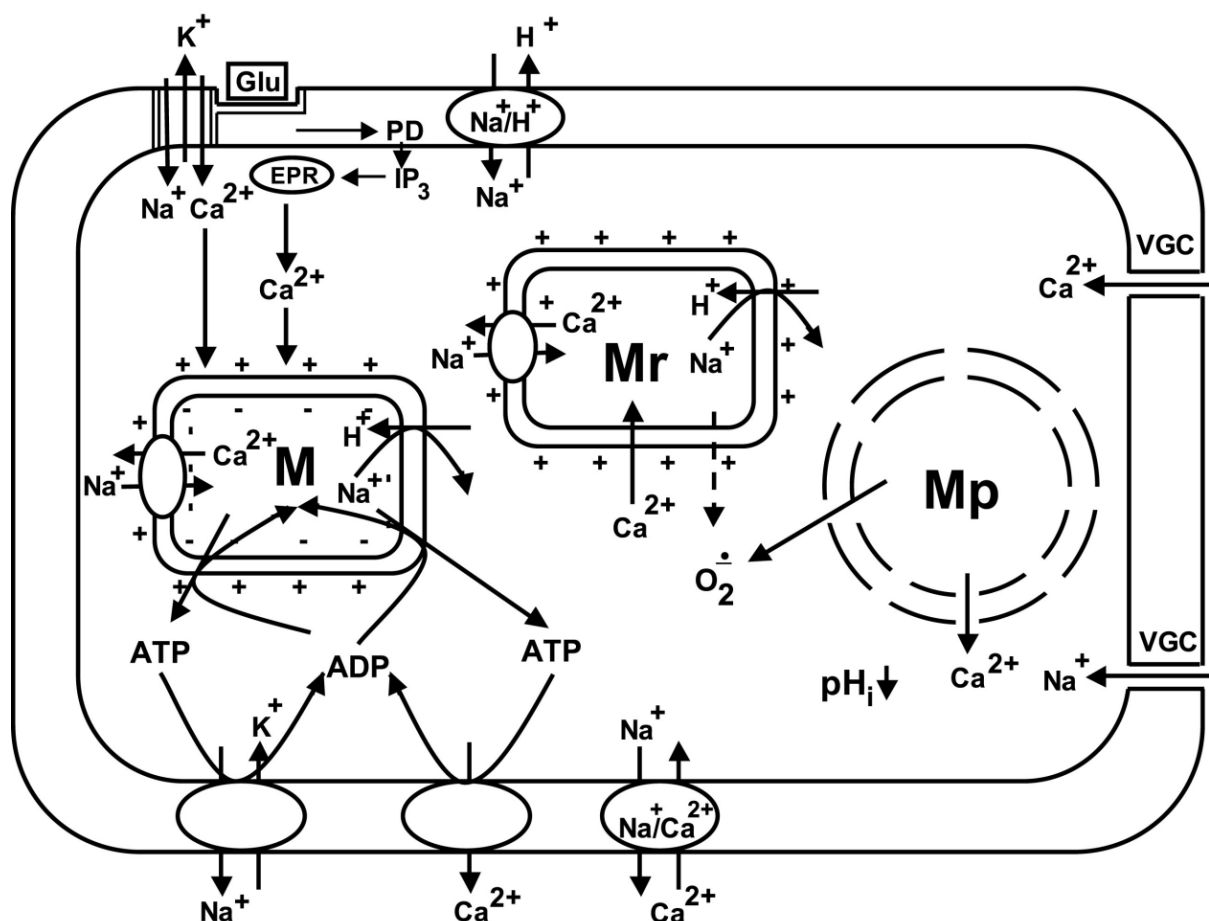 K+
H+
Glu
Na+/H+
PD
IP3
EPR
Na+
Ca2+
Na+
Ca2+
VGC
Ca2+
+ + + +
+
H+
+
+
Ca2+
Na+
Mr
Na+
+
+
+
+ + + +
Ca2+
O2∸
+ + + +
- - - -
+
H+
Ca2+
M
Na+
Na+
-
+
- - - -
+ + + +
Mp
ATP
ADP
ATP
pHi
Ca2+
VGC
Na+
K+
Na+
Na+/Ca2+
Na+
Ca2+
Ca2+